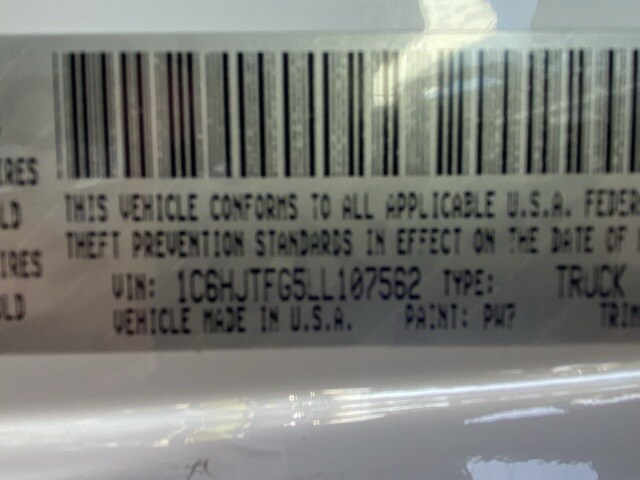 IRES
LD
IRES
LD
THIS VEHICLE CONFORMS TO ALL APPLICABLE U.S.A. FEDER
THEFT PREVENTION STANDARDS IN EFFECT ON THE DATE OF
VIN: 1C6HJTFG5LL107562 TYPE: TRUCK
VEHICLE MADE IN U.S.A. PAINT: PW7 TRIM